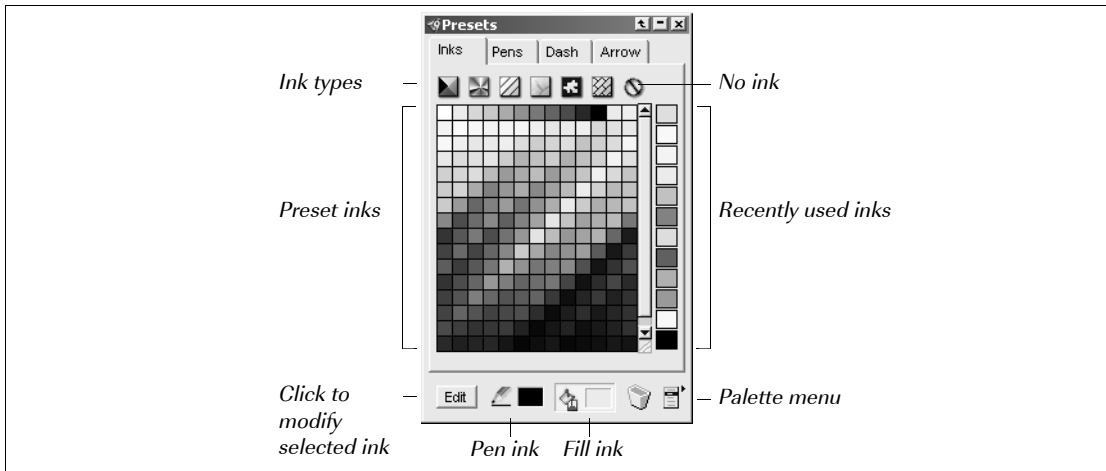 Presets
Inks Pens Dash Arrow
Ink types
No ink
Preset inks
Recently used inks
Click to
modify
selected ink
Edit
Palette menu
Pen ink Fill ink